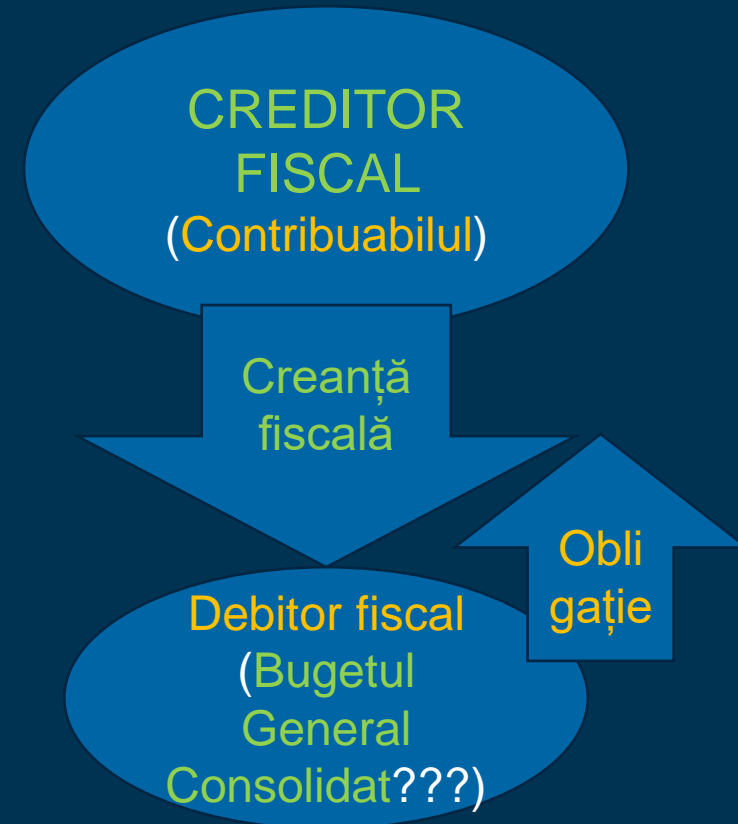 CREDITOR
FISCAL
(Contribuabilul)
Creanță
fiscală
Obli
gație
Debitor fiscal
(Bugetul
General
Consolidat???)